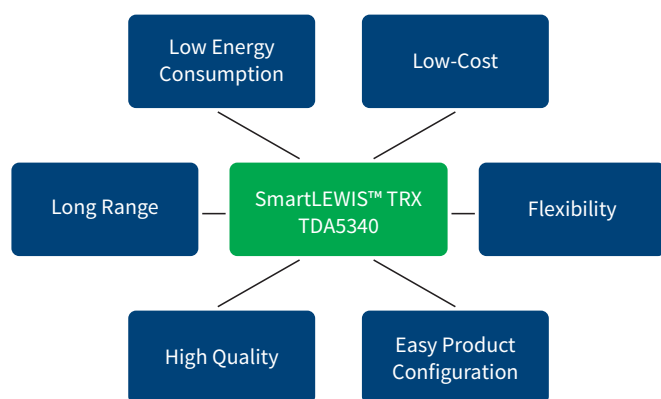 Low Energy
Consumption
Low-Cost
Long Range
SmartLEWIS™ TRX
TDA5340
Flexibility
High Quality
Easy Product
Configuration